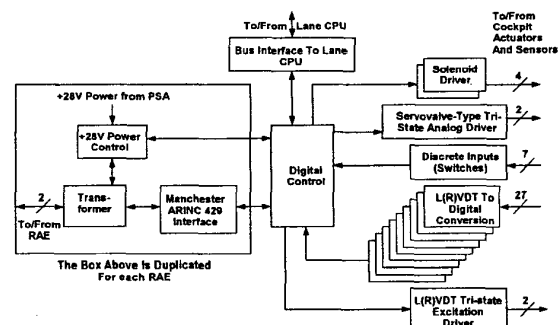 To/From Lane CPU
Bus Interface To Lane
CPU
To/From
Cockpit
Actuators
And Sensors
Solenoid
Driver
4
+28V Power from PSA
+28V Power
Control
Servovalve-Type Tri-
State Analog Driver
2
Digital
Control
Discrete Inputs
(Switches)
7
2
Trans-
former
Manchester
ARINC 429
Interface
To/From
RAE
L(R)VDT To
Digital
Conversion
27
The Box Above Is Duplicated
For each RAE
L(R)VDT Tri-state
Excitation
Driver
2